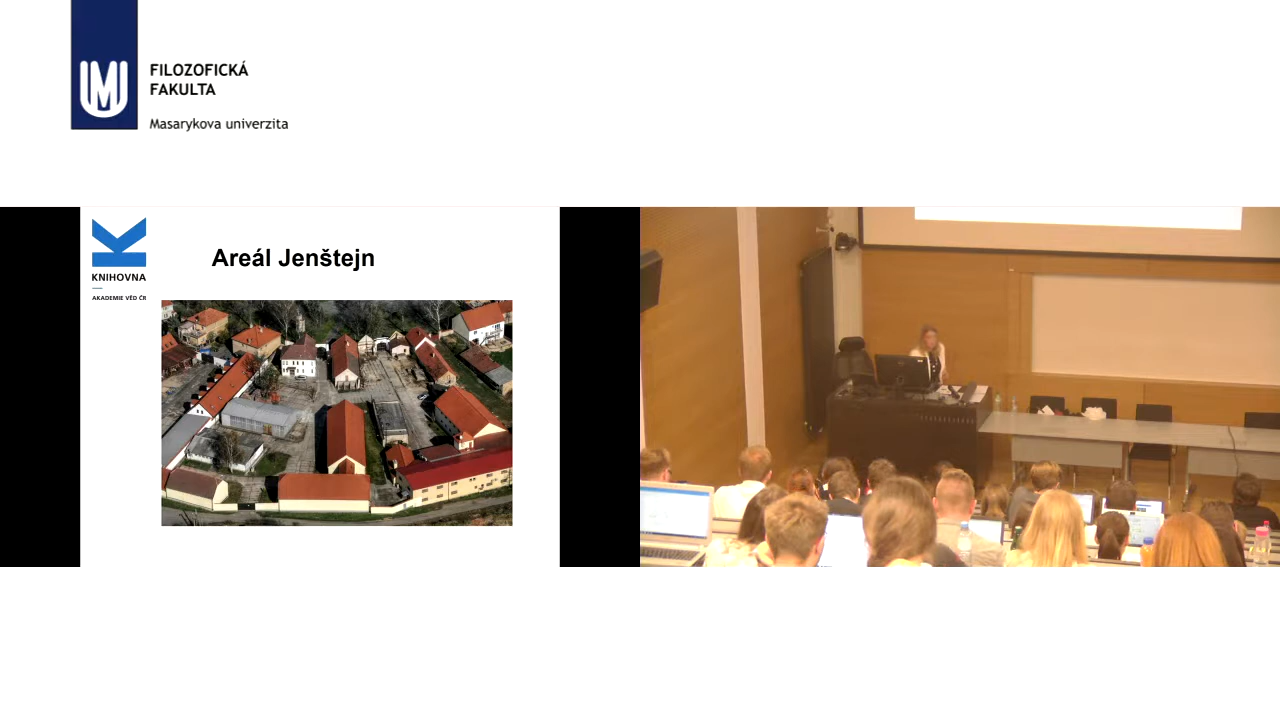 FILOZOFICKÁ
FAKULTA
Masarykova univerzita
KNIHOVNA
AKADEMIE VĚD ČR
Areál Jenštejn